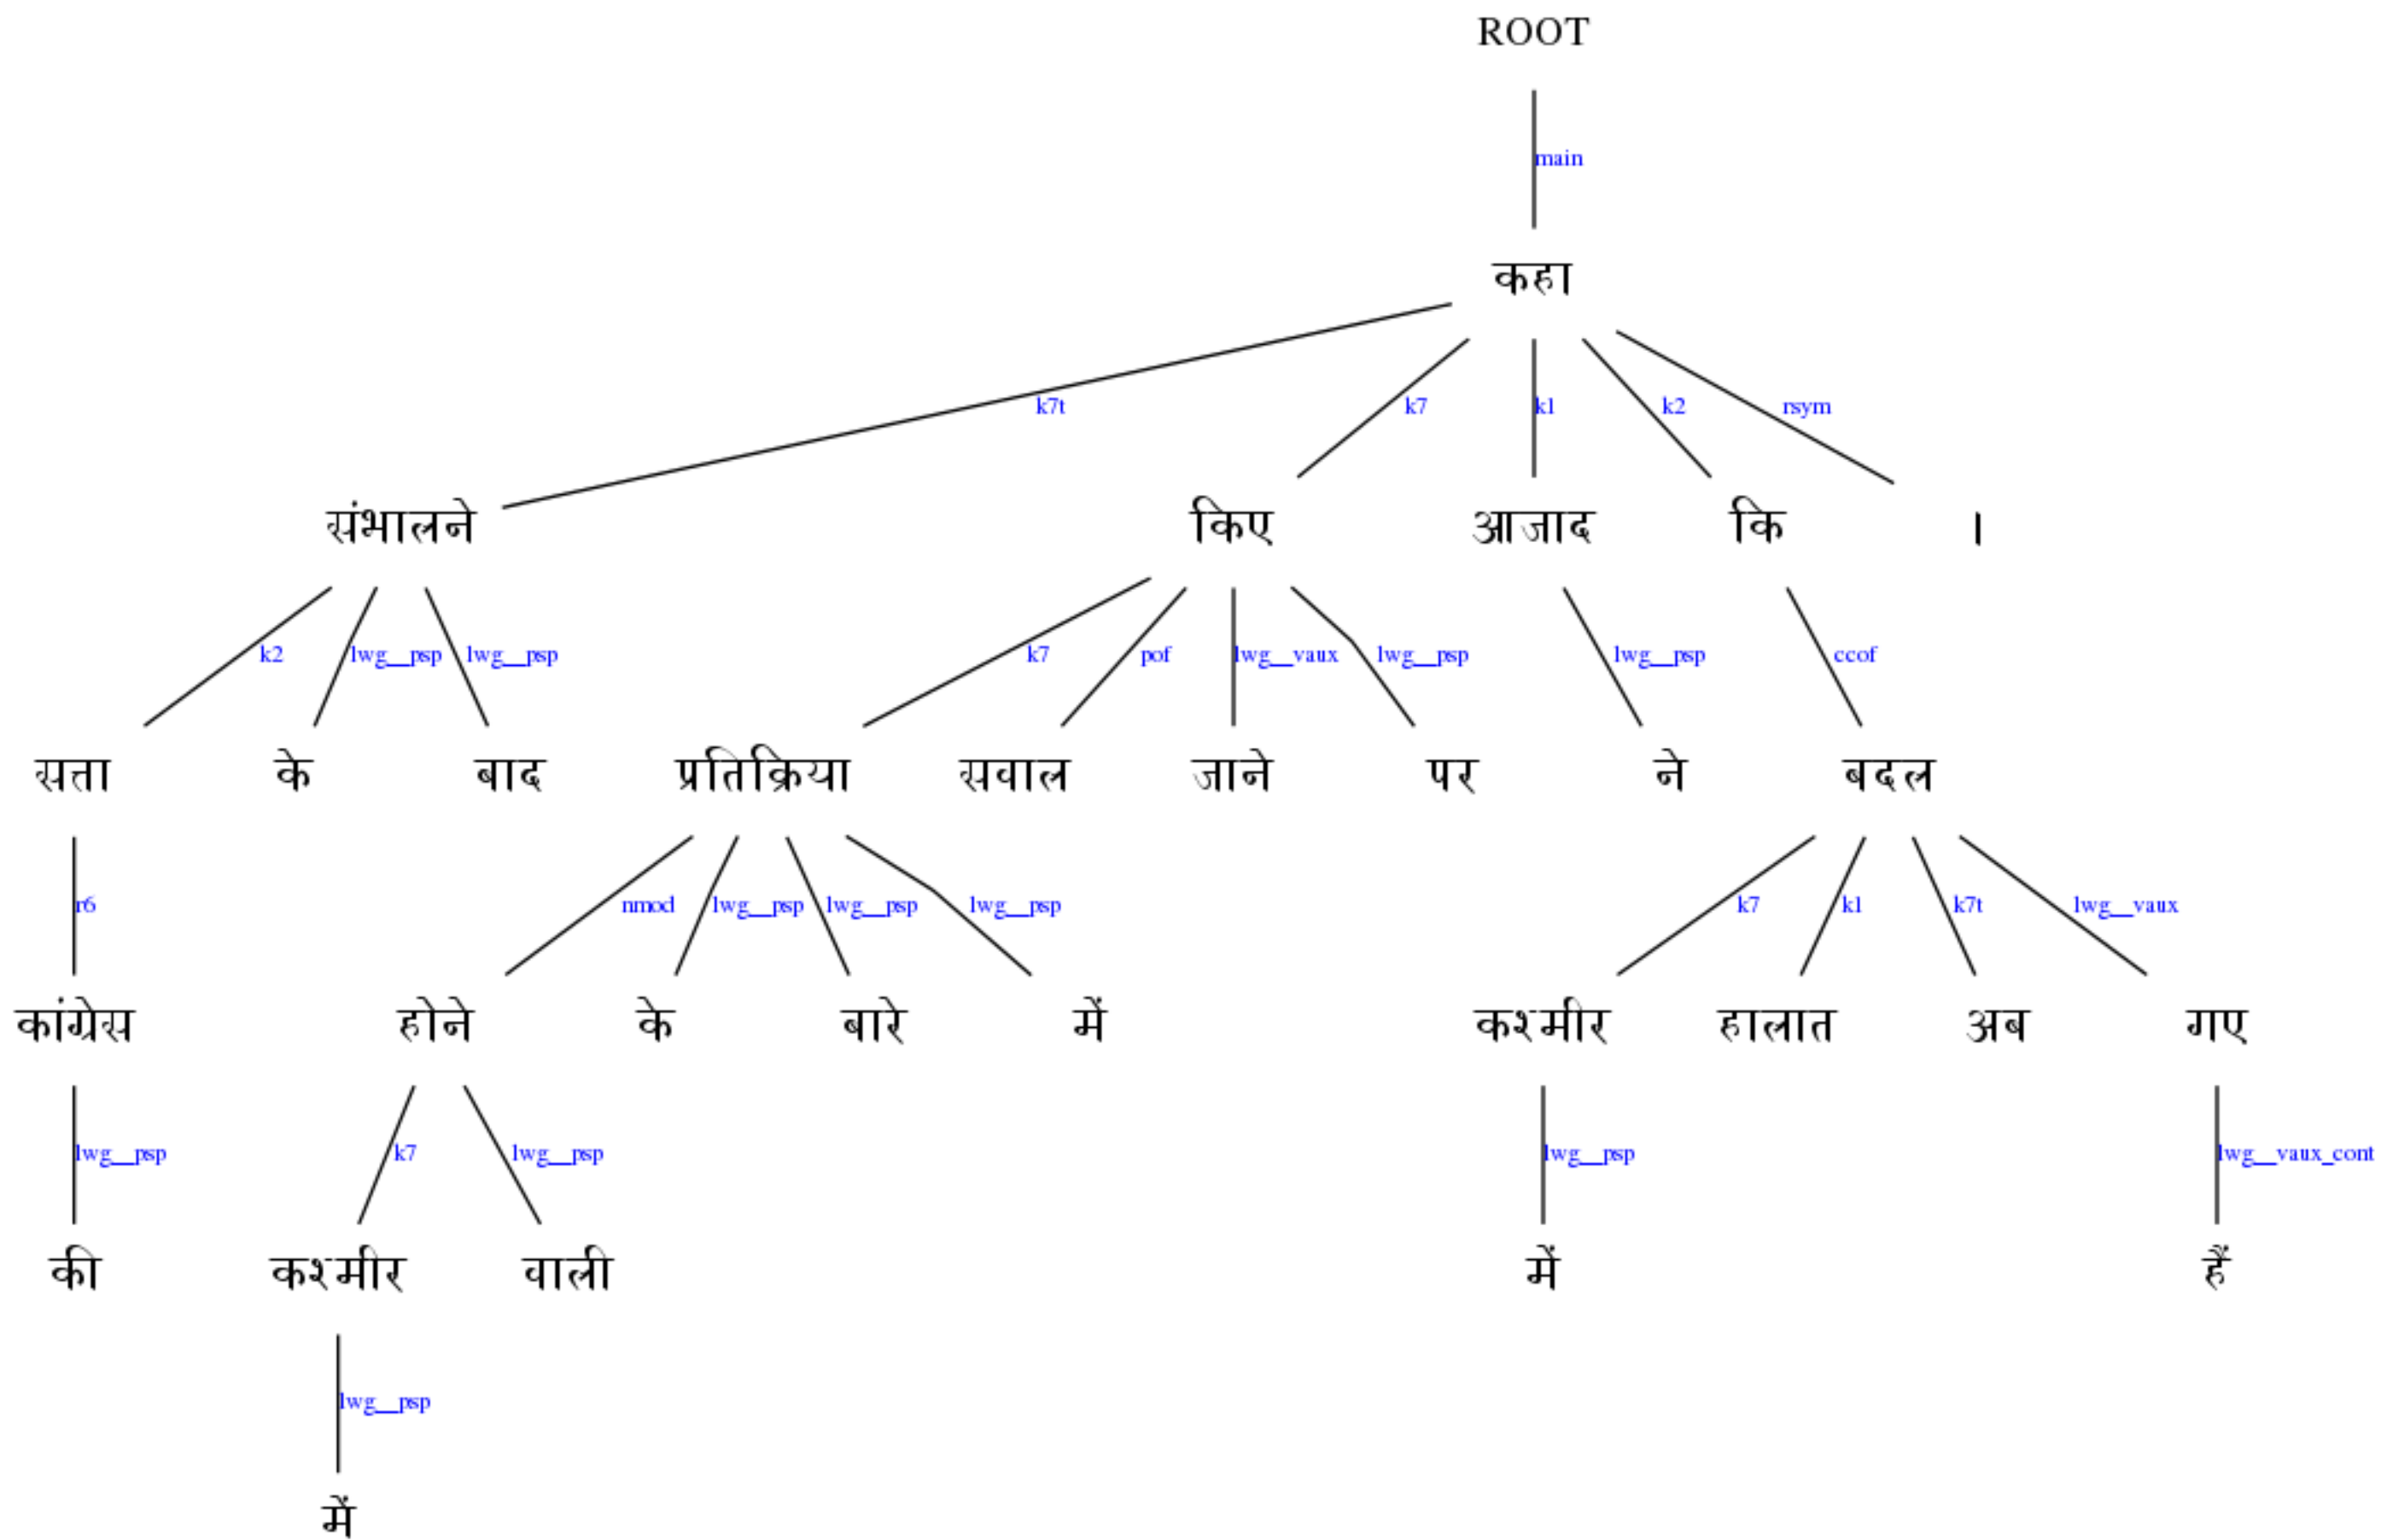 ROOT
main
कहा
k7t k7 k1 k2 rsym
संभालने किए आजाद कि ।
k2 lwg__psp lwg__psp k7 pof lwg__vaux lwg__psp lwg__psp ccof
सत्ता के बाद प्रतिक्रिया सवाल जाने पर ने बदल
r6 nmod lwg__psp lwg__psp lwg__psp k7 k1 k7t lwg__vaux
कांग्रेस होने के बारे में कश्मीर हालात अब गए
lwg__psp k7 lwg__psp lwg__psp lwg__vaux_cont
की कश्मीर वाली में हैं
lwg__psp
में